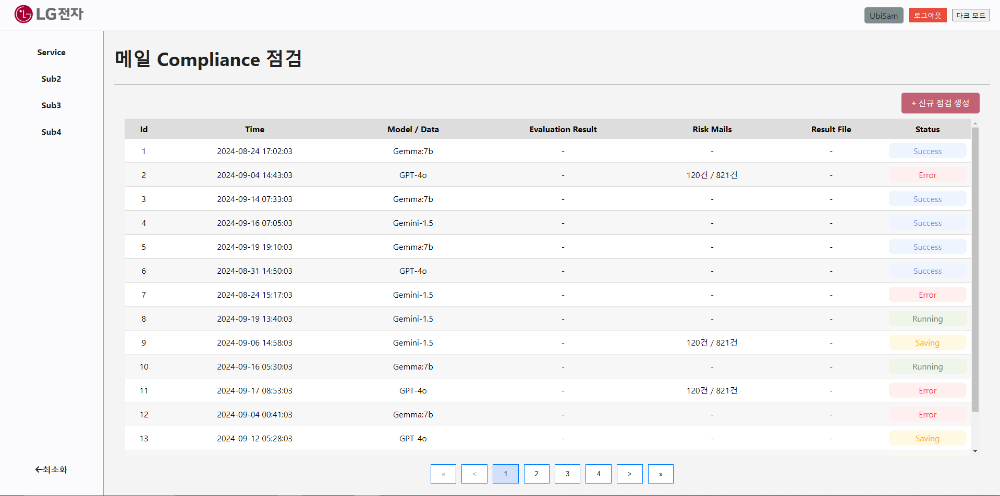 LG전자
UbiSam 로그아웃 다크 모드
Service
Sub2
Sub3
Sub4
←최소화
메일 Compliance 점검
+ 신규 점검 생성
Id Time Model / Data Evaluation Result Risk Mails Result File Status
1 2024-08-24 17:02:03 Gemma:7b - - - Success
2 2024-09-04 14:43:03 GPT-4o - 120건 / 821건 - Error
3 2024-09-14 07:33:03 Gemma:7b - - - Success
4 2024-09-16 07:05:03 Gemini-1.5 - - - Success
5 2024-09-19 19:10:03 Gemma:7b - - - Success
6 2024-08-31 14:50:03 GPT-4o - - - Success
7 2024-08-24 15:17:03 Gemini-1.5 - - - Error
8 2024-09-19 13:40:03 Gemini-1.5 - - - Running
9 2024-09-06 14:58:03 Gemini-1.5 - 120건 / 821건 - Saving
10 2024-09-16 05:30:03 Gemma:7b - - - Running
11 2024-09-17 08:53:03 GPT-4o - 120건 / 821건 - Error
12 2024-09-04 00:41:03 Gemma:7b - - - Error
13 2024-09-12 05:28:03 GPT-4o - - - Saving
« < 1 2 3 4 > »